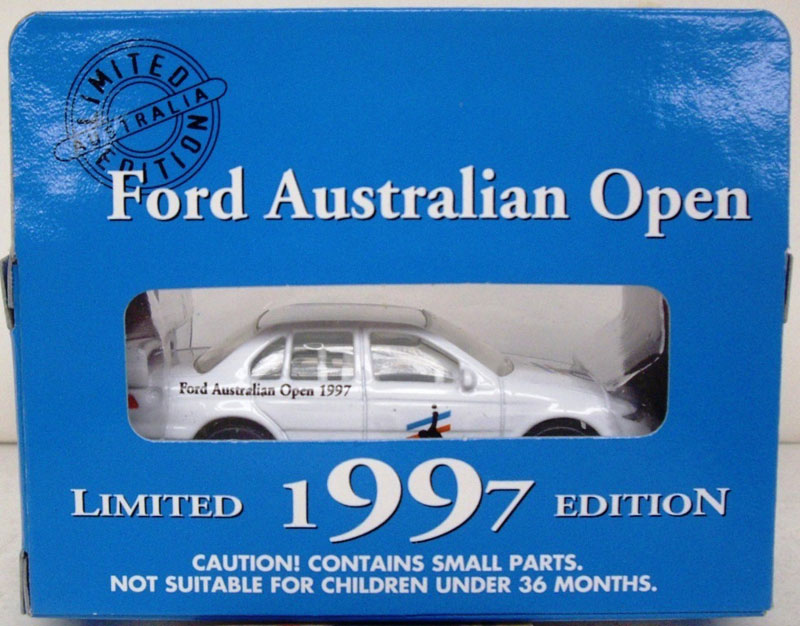 LIMITED
AUSTRALIA
EDITION
Ford Australian Open
Ford Australian Open 1997
LIMITED 1997 EDITION
CAUTION! CONTAINS SMALL PARTS.
NOT SUITABLE FOR CHILDREN UNDER 36 MONTHS.